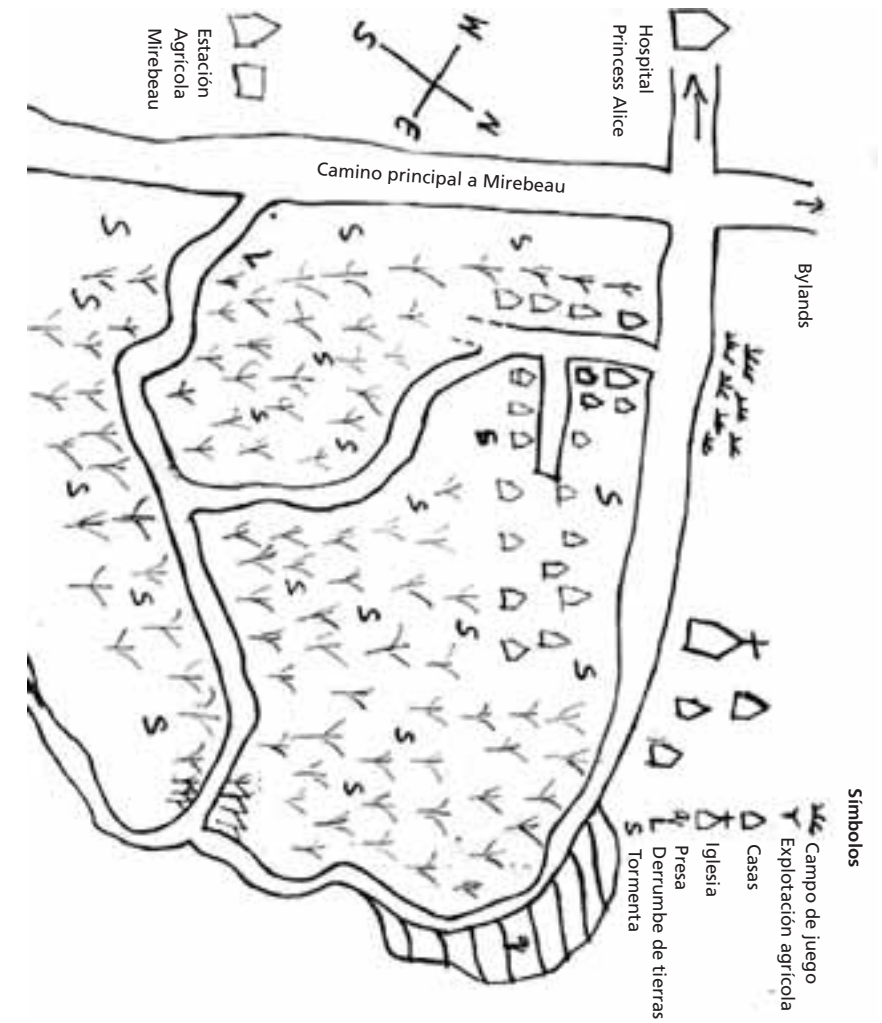 Símbolos
Campo de juego
Explotación agrícola
Casas
Iglesia
Presa
Derrumbe de tierras
Tormenta
Bylands
Hospital
Princess Alice
Camino principal a Mirebeau
W
N
S
E
Estación
Agrícola
Mirebeau